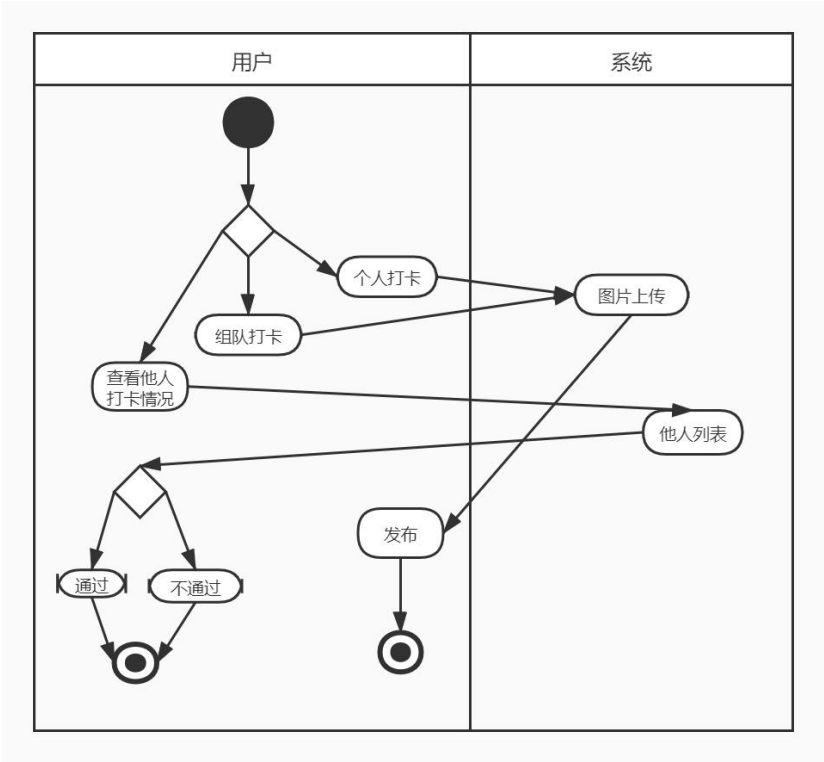 用户
系统
个人打卡
图片上传
组队打卡
查看他人
打卡情况
他人列表
发布
通过
不通过